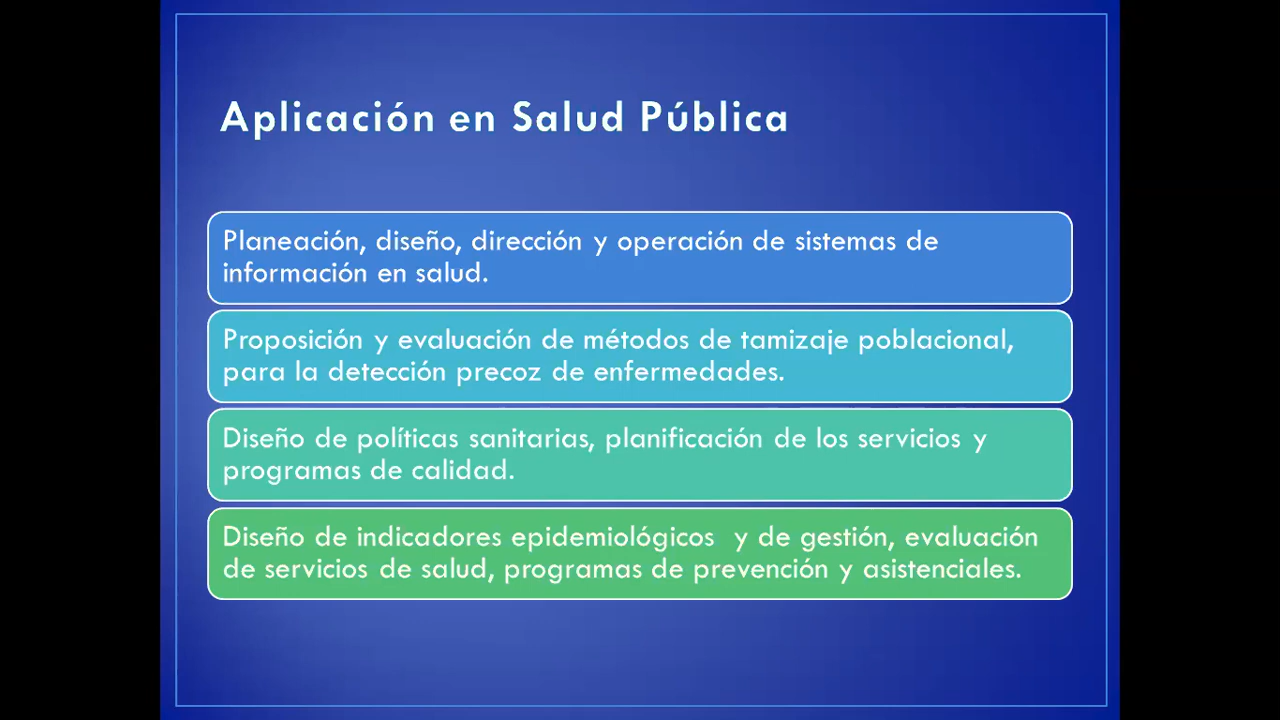 Aplicación en Salud Pública
Planeación, diseño, dirección y operación de sistemas de
información en salud.
Proposición y evaluación de métodos de tamizaje poblacional,
para la detección precoz de enfermedades.
Diseño de políticas sanitarias, planificación de los servicios y
programas de calidad.
Diseño de indicadores epidemiológicos  y de gestión, evaluación
de servicios de salud, programas de prevención y asistenciales.